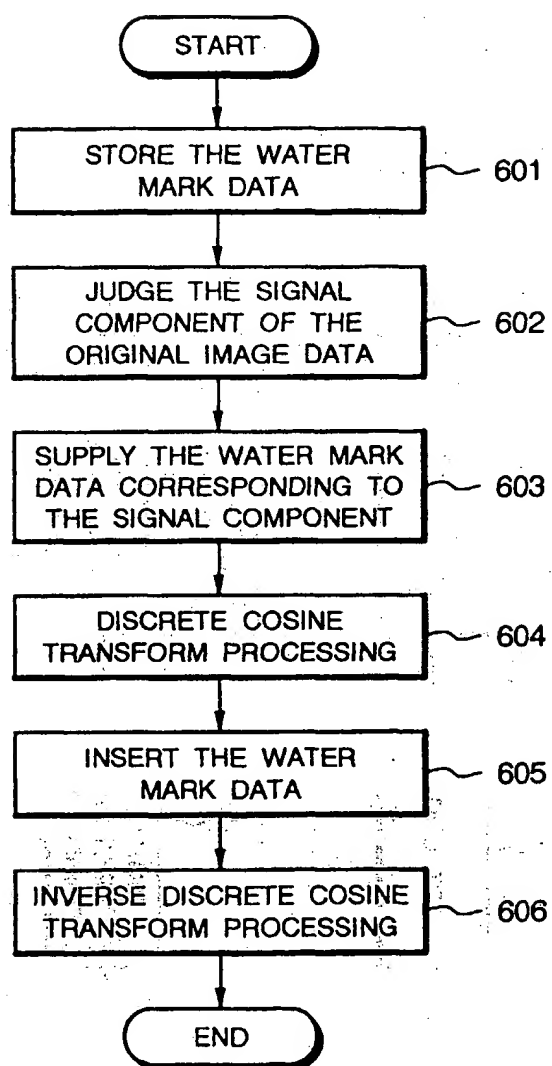 START
STORE THE WATER
MARK DATA
601
JUDGE THE SIGNAL
COMPONENT OF THE
ORIGINAL IMAGE DATA
602
SUPPLY THE WATER MARK
DATA CORRESPONDING TO
THE SIGNAL COMPONENT
603
DISCRETE COSINE
TRANSFORM PROCESSING
604
INSERT THE WATER
MARK DATA
605
INVERSE DISCRETE COSINE
TRANSFORM PROCESSING
606
END